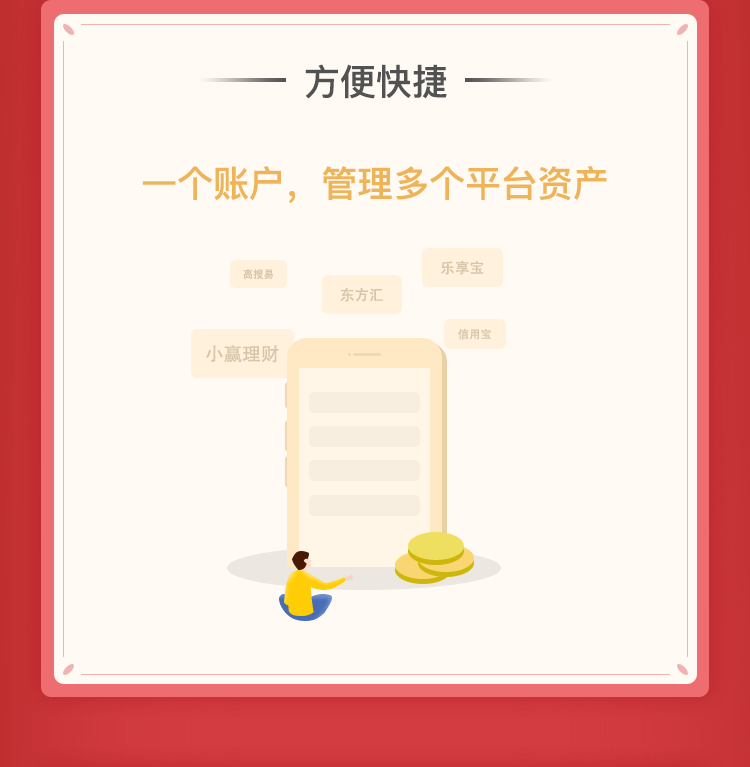 方便快捷
一个账户，管理多个平台资产
乐享宝
高搜易
东方汇
信用宝
小赢理财